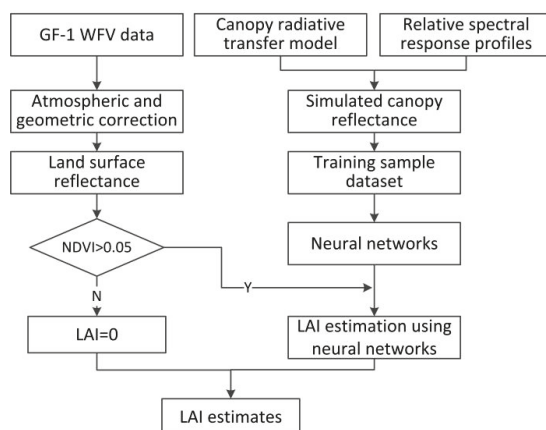 GF-1 WFV data
Canopy radiative
transfer model
Relative spectral
response profiles
Atmospheric and
geometric correction
Simulated canopy
reflectance
Land surface
reflectance
Training sample
dataset
NDVI>0.05
Neural networks
Y
N
LAI=0
LAI estimation using
neural networks
LAI estimates